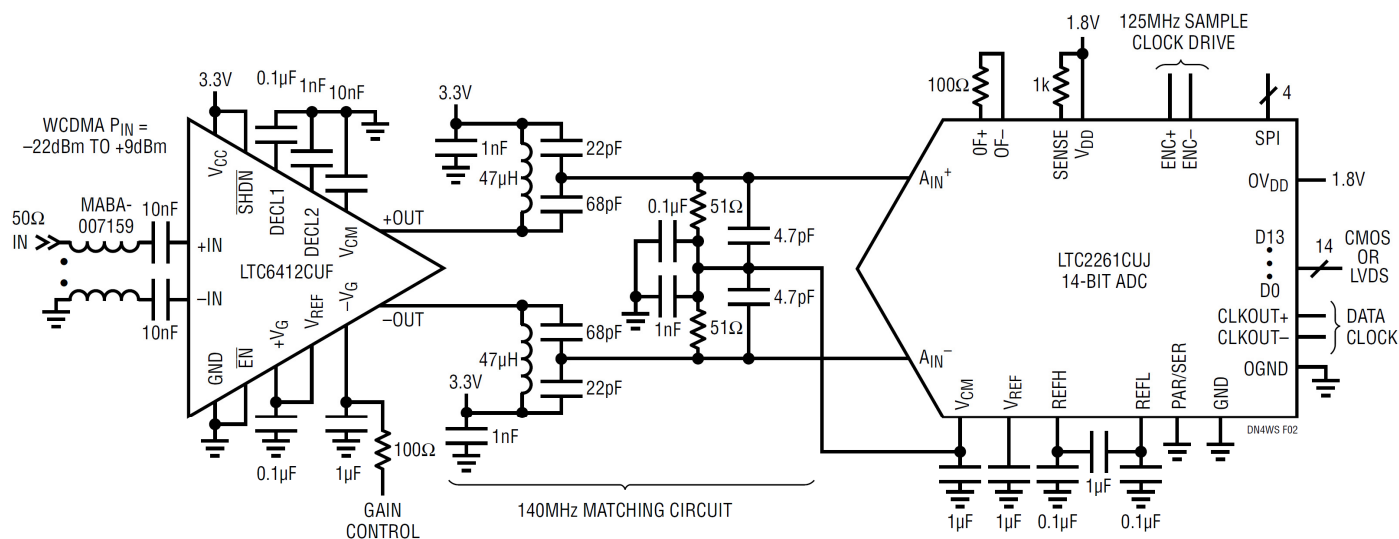 WCDMA PIN =
–22dBm TO +9dBm
3.3V
0.1µF
1nF
10nF
50Ω
IN
MABA-
007159
10nF
10nF
VCC
SHDN
DECL1
DECL2
VCM
+IN
–IN
LTC6412CUF
+OUT
–OUT
GND
EN
+VG
VREF
–VG
0.1µF
1µF
100Ω
GAIN
CONTROL
3.3V
1nF
47µH
22pF
68pF
47µH
68pF
22pF
3.3V
1nF
0.1µF
51Ω
4.7pF
4.7pF
1nF
51Ω
140MHz MATCHING CIRCUIT
100Ω
1k
1.8V
125MHz SAMPLE
CLOCK DRIVE
4
OF+
OF–
SENSE
VDD
ENC+
ENC–
SPI
AIN+
AIN–
LTC2261CUJ
14-BIT ADC
OVDD
1.8V
D13
D0
14
CMOS
OR
LVDS
CLKOUT+
CLKOUT–
DATA
CLOCK
OGND
VCM
VREF
REFH
REFL
PAR/SER
GND
DN4WS F02
1µF
1µF
0.1µF
1µF
0.1µF